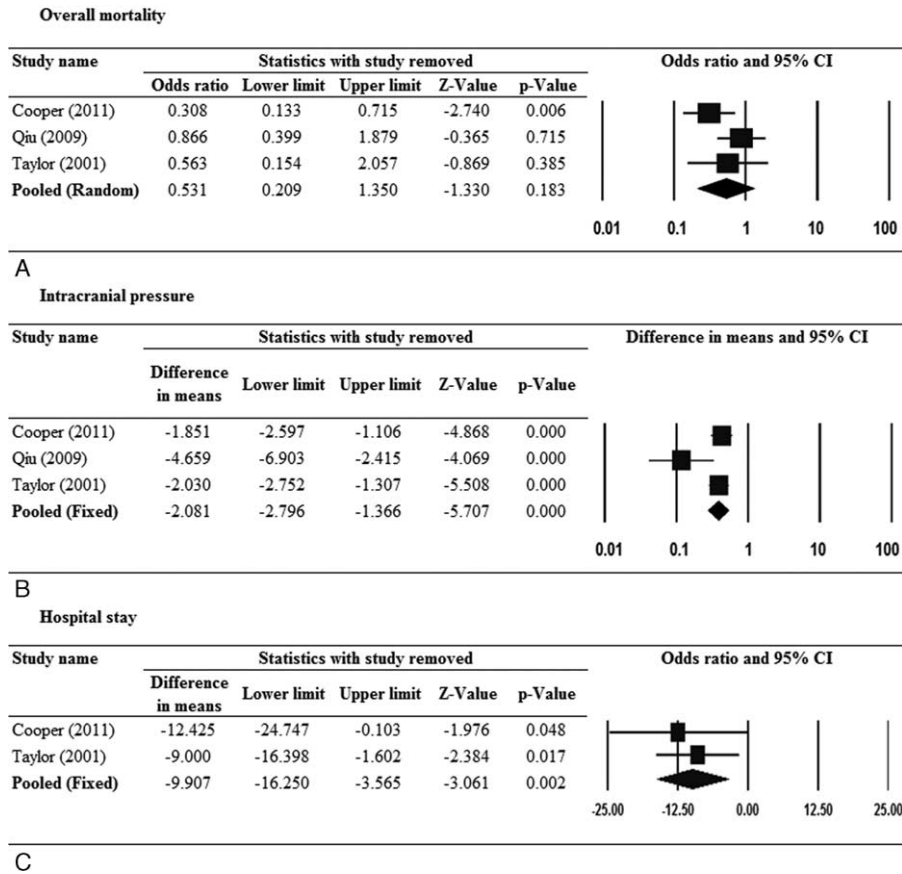 Overall mortality
Study name Statistics with study removed Odds ratio and 95% CI
Odds ratio Lower limit Upper limit Z-Value p-Value
Cooper (2011) 0.308 0.133 0.715 -2.740 0.006
Qiu (2009) 0.866 0.399 1.879 -0.365 0.715
Taylor (2001) 0.563 0.154 2.057 -0.869 0.385
Pooled (Random) 0.531 0.209 1.350 -1.330 0.183
0.01 0.1 1 10 100
A
Intracranial pressure
Study name Statistics with study removed Difference in means and 95% CI
Difference
in means Lower limit Upper limit Z-Value p-Value
Cooper (2011) -1.851 -2.597 -1.106 -4.868 0.000
Qiu (2009) -4.659 -6.903 -2.415 -4.069 0.000
Taylor (2001) -2.030 -2.752 -1.307 -5.508 0.000
Pooled (Fixed) -2.081 -2.796 -1.366 -5.707 0.000
0.01 0.1 1 10 100
B
Hospital stay
Study name Statistics with study removed Odds ratio and 95% CI
Difference
in means Lower limit Upper limit Z-Value p-Value
Cooper (2011) -12.425 -24.747 -0.103 -1.976 0.048
Taylor (2001) -9.000 -16.398 -1.602 -2.384 0.017
Pooled (Fixed) -9.907 -16.250 -3.565 -3.061 0.002
-25.00 -12.50 0.00 12.50 25.00
C